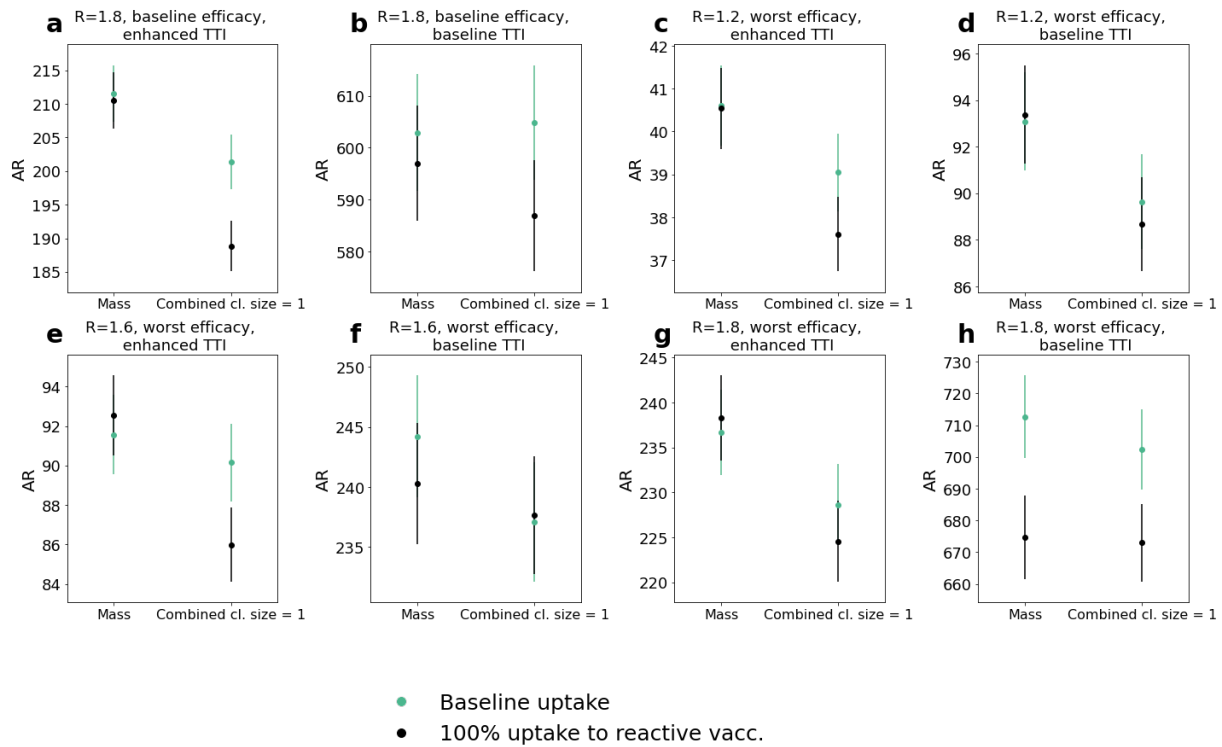 a R=1.8, baseline efficacy,
enhanced TTI
AR
215
210
205
200
195
190
185
Mass Combined cl. size = 1
b R=1.8, baseline efficacy,
baseline TTI
AR
610
600
590
580
Mass Combined cl. size = 1
c R=1.2, worst efficacy,
enhanced TTI
AR
42
41
40
39
38
37
Mass Combined cl. size = 1
d R=1.2, worst efficacy,
baseline TTI
AR
96
94
92
90
88
86
Mass Combined cl. size = 1
e R=1.6, worst efficacy,
enhanced TTI
AR
94
92
90
88
86
84
Mass Combined cl. size = 1
f R=1.6, worst efficacy,
baseline TTI
AR
250
245
240
235
Mass Combined cl. size = 1
g R=1.8, worst efficacy,
enhanced TTI
AR
245
240
235
230
225
220
Mass Combined cl. size = 1
h R=1.8, worst efficacy,
baseline TTI
AR
730
720
710
700
690
680
670
660
Mass Combined cl. size = 1
Baseline uptake
100% uptake to reactive vacc.